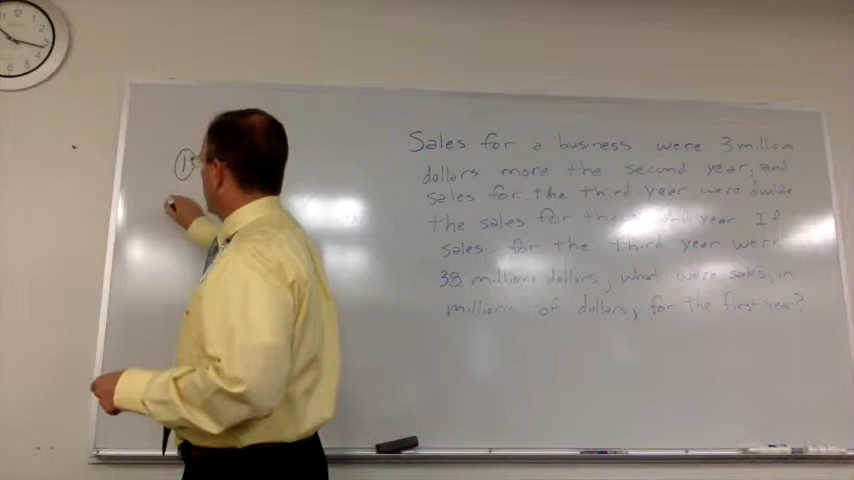 1
Sales for a business were 3 million
dollars more the second year, and
sales for the third year were
the sales for the year If
sales for the third year were
38 million dollars, what were sales, in
millions of dollars, for the first year?